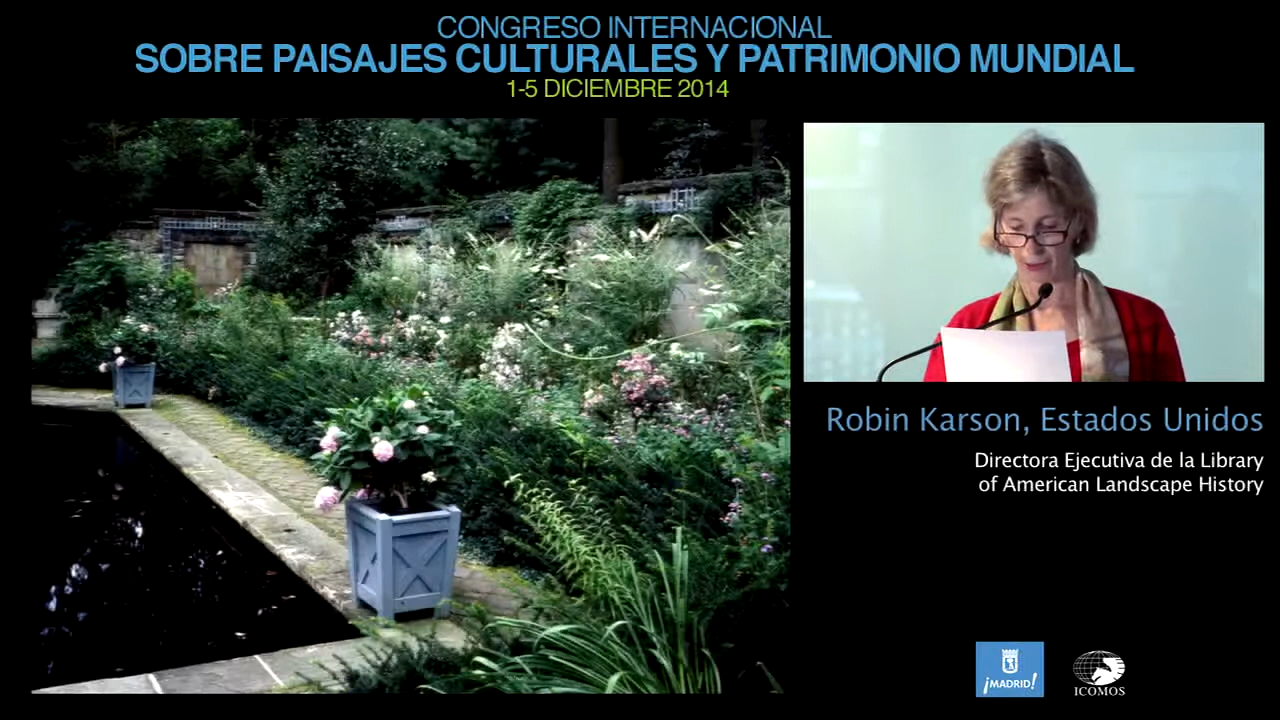 CONGRESO INTERNACIONAL
SOBRE PAISAJES CULTURALES Y PATRIMONIO MUNDIAL
1-5 DICIEMBRE 2014
Robin Karson, Estados Unidos
Directora Ejecutiva de la Library
of American Landscape History
¡MADRID!
ICOMOS